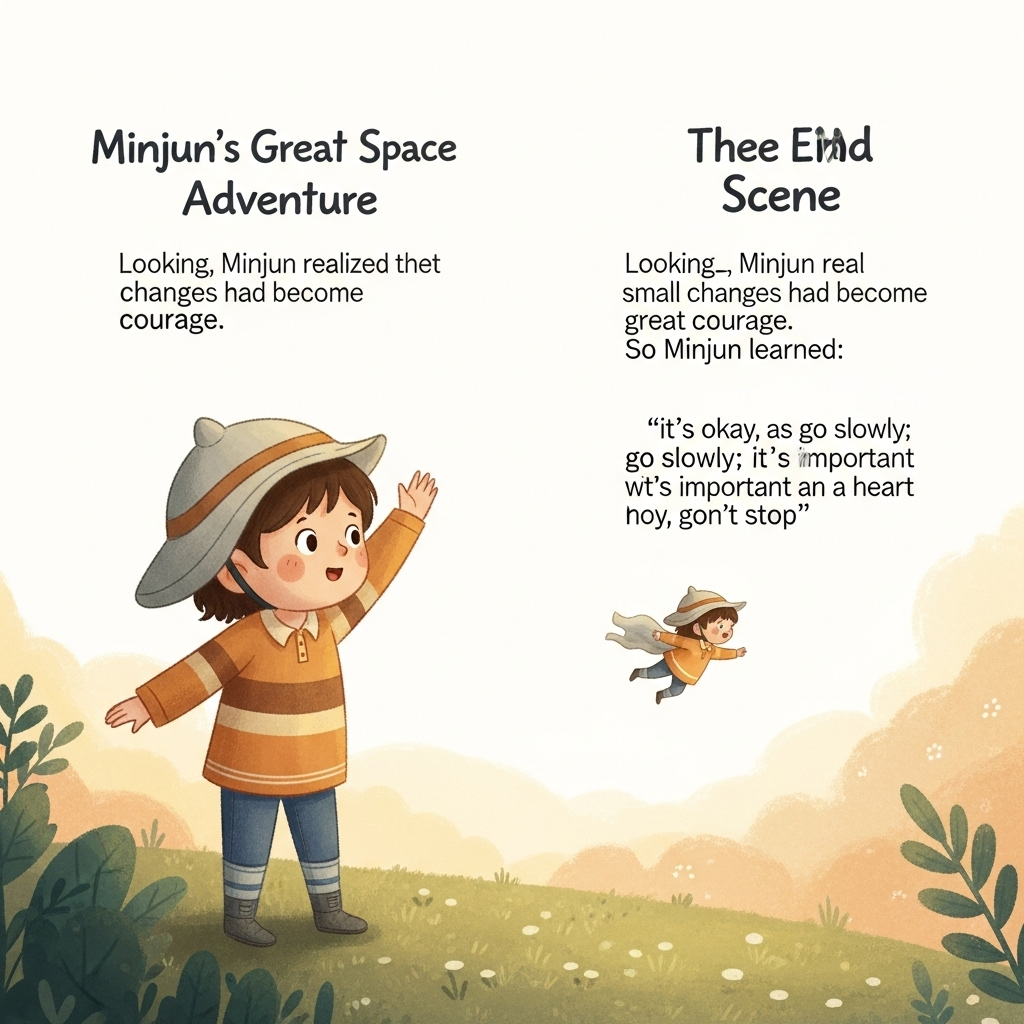 Minjun's Great Space
Adventure
Looking, Minjun realized thet
changes had become
courage.
Thee
Scene
Looking_, Minjun real
small changes had become
great courage.
So Minjun learned:
“it's okay, as go slowly;
go slowly; it's important
wt's important an a heart
hoy, gon't stop”